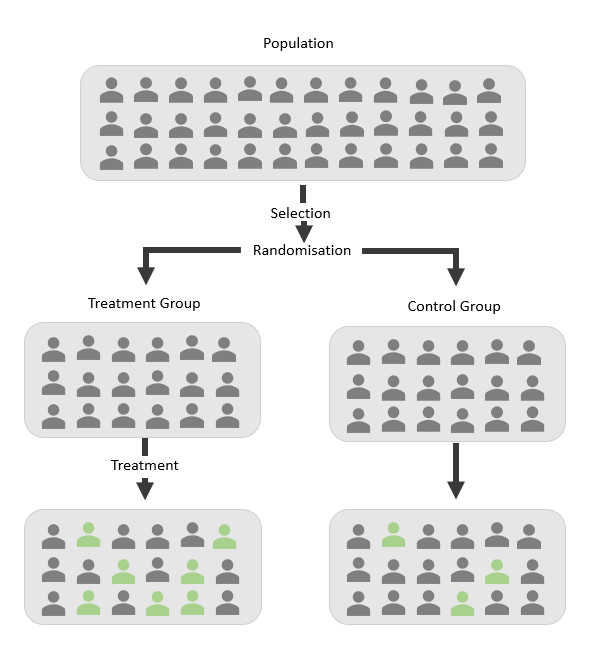 Population
Selection
Randomisation
Treatment Group
Control Group
Treatment